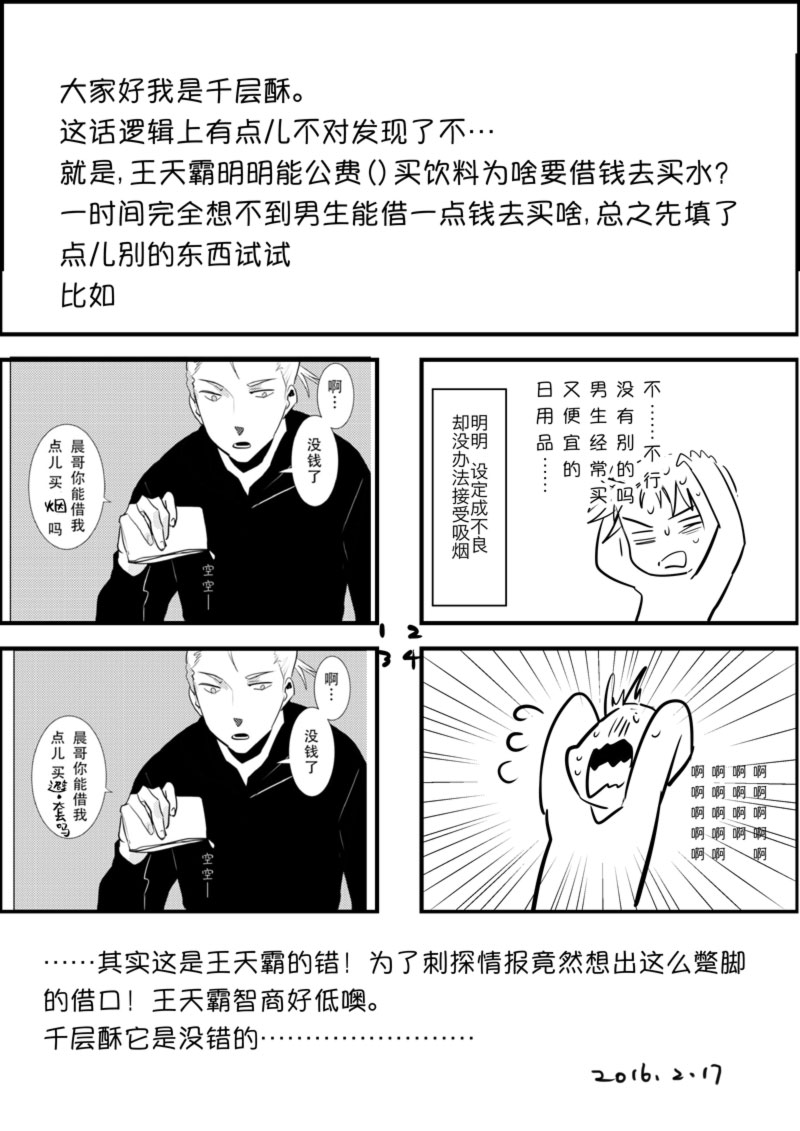 大家好我是千层酥。
这话逻辑上有点儿不对发现了不…
就是,王天霸明明能公费()买饮料为啥要借钱去买水?
一时间完全想不到男生能借一点钱去买啥,总之先填了
点儿别的东西试试
比如
啊…
没钱了
晨哥你能借我
点儿买烟吗
空空—
不……不行
没有别的吗
男生经常买
又便宜的
日用品……
明明 设定成不良
却没办法接受吸烟
1 2
3 4
啊…
没钱了
晨哥你能借我
点儿买避·套吗
空空—
啊啊啊啊
啊啊啊啊
啊啊啊啊
啊啊啊啊
啊啊 啊
……其实这是王天霸的错！为了刺探情报竟然想出这么蹩脚
的借口！王天霸智商好低噢。
千层酥它是没错的……………………
2016.2.17